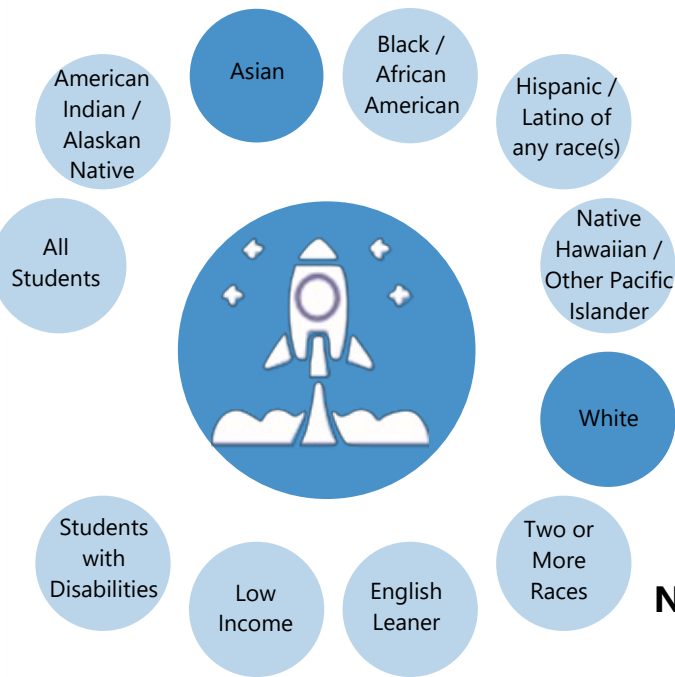 All
Students
American
Indian /
Alaskan
Native
Asian
Black /
African
American
Hispanic /
Latino of
any race(s)
Native
Hawaiian /
Other Pacific
Islander
White
Two or
More
Races
English
Leaner
Low
Income
Students
with
Disabilities
N